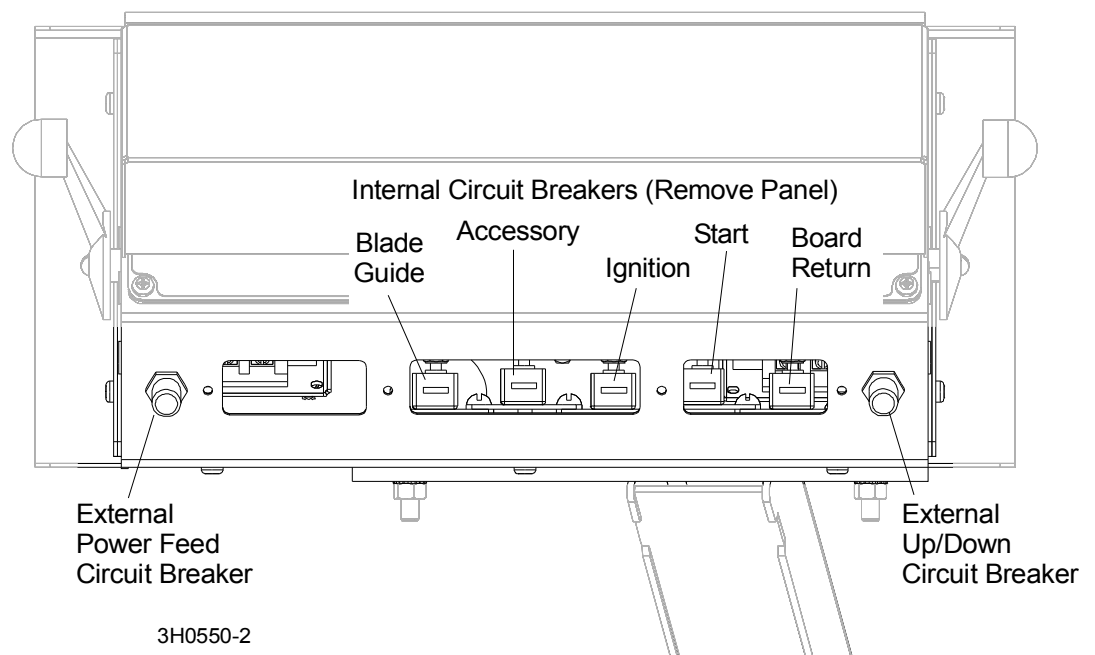 Internal Circuit Breakers (Remove Panel)
Blade
Guide
Accessory
Ignition
Start
Board
Return
External
Power Feed
Circuit Breaker
External
Up/Down
Circuit Breaker
3H0550-2